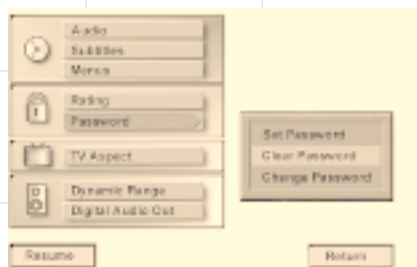 Audio
Subtitles
Menus
Rating
Password
TV Aspect
Dynamic Range
Digital Audio Out
Set Password
Clear Password
Change Password
Resume
Return